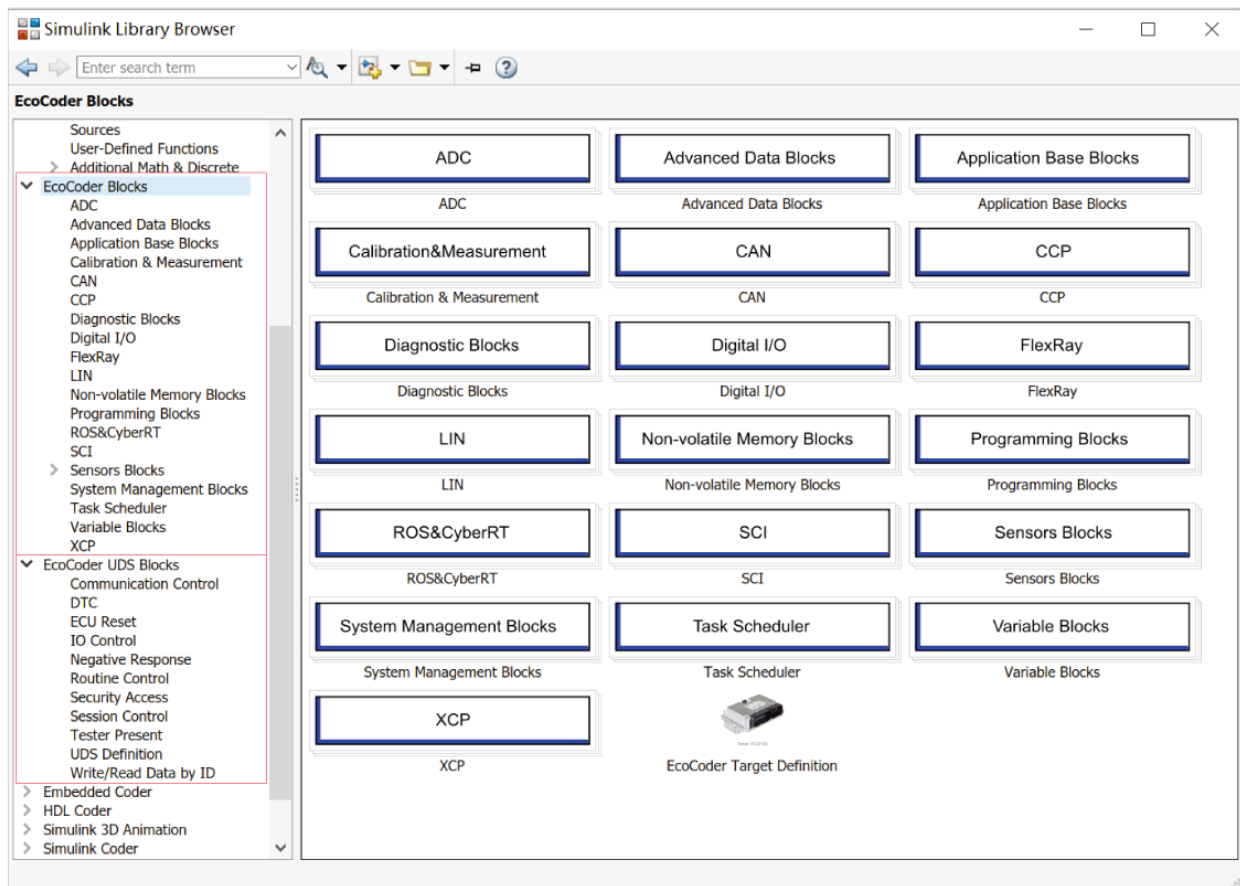 Simulink Library Browser
Enter search term
EcoCoder Blocks
Sources
User-Defined Functions
Additional Math & Discrete
EcoCoder Blocks
ADC
Advanced Data Blocks
Application Base Blocks
Calibration & Measurement
CAN
CCP
Diagnostic Blocks
Digital I/O
FlexRay
LIN
Non-volatile Memory Blocks
Programming Blocks
ROS&CyberRT
SCI
Sensors Blocks
System Management Blocks
Task Scheduler
Variable Blocks
XCP
EcoCoder UDS Blocks
Communication Control
DTC
ECU Reset
IO Control
Negative Response
Routine Control
Security Access
Session Control
Tester Present
UDS Definition
Write/Read Data by ID
Embedded Coder
HDL Coder
Simulink 3D Animation
Simulink Coder
ADC Advanced Data Blocks Application Base Blocks
ADC Advanced Data Blocks Application Base Blocks
Calibration&Measurement CAN CCP
Calibration & Measurement CAN CCP
Diagnostic Blocks Digital I/O FlexRay
Diagnostic Blocks Digital I/O FlexRay
LIN Non-volatile Memory Blocks Programming Blocks
LIN Non-volatile Memory Blocks Programming Blocks
ROS&CyberRT SCI Sensors Blocks
ROS&CyberRT SCI Sensors Blocks
System Management Blocks Task Scheduler Variable Blocks
System Management Blocks Task Scheduler Variable Blocks
XCP
XCP EcoCoder Target Definition